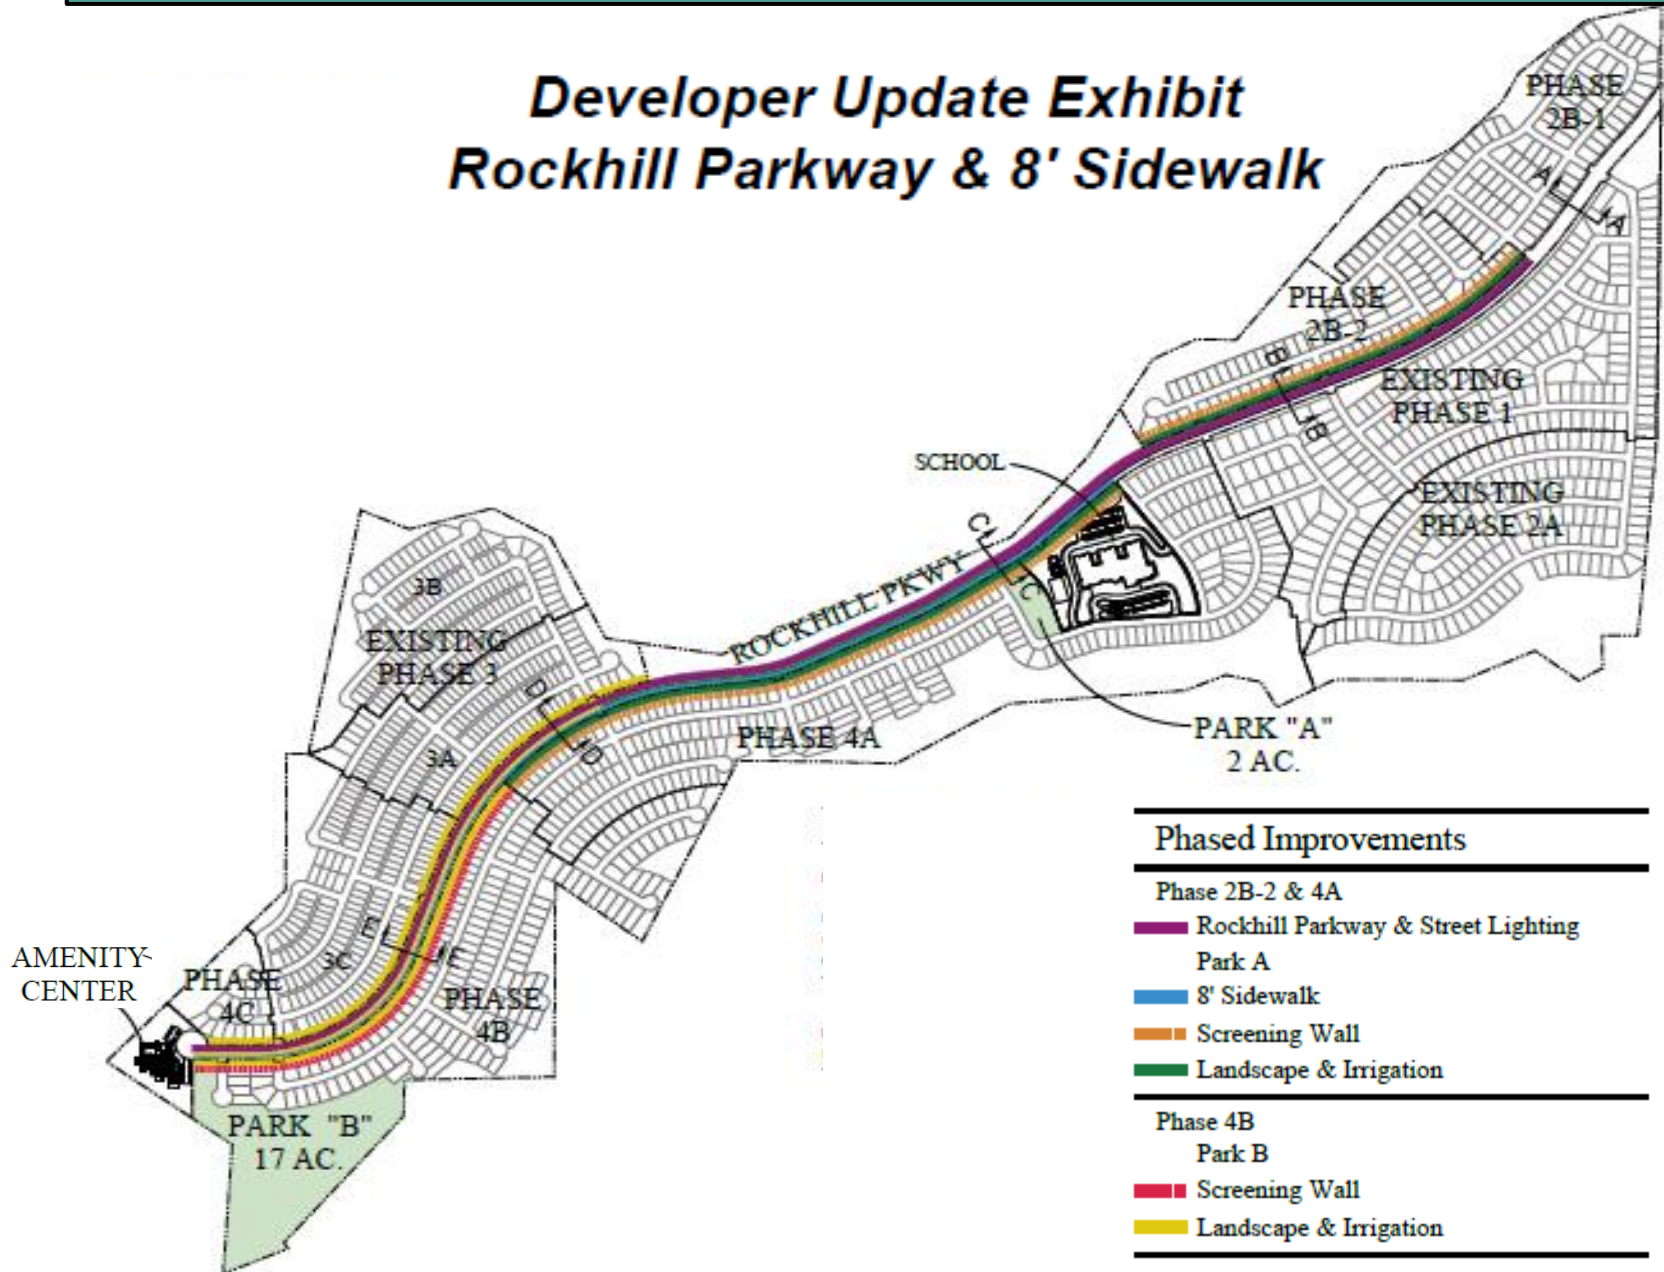 Developer Update Exhibit
Rockhill Parkway & 8' Sidewalk
PHASE
2B-1
A
A
PHASE
2B-2
B
B
EXISTING
PHASE 1
SCHOOL
EXISTING
PHASE 2A
C
C
ROCKHILL PKWY
3B
EXISTING
PHASE 3
D
D
3A
PHASE 4A
PARK "A"
2 AC.
E
E
3C
AMENITY
CENTER
PHASE
4C
PHASE
4B
PARK "B"
17 AC.
Phased Improvements
Phase 2B-2 & 4A
Rockhill Parkway & Street Lighting
Park A
8' Sidewalk
Screening Wall
Landscape & Irrigation
Phase 4B
Park B
Screening Wall
Landscape & Irrigation